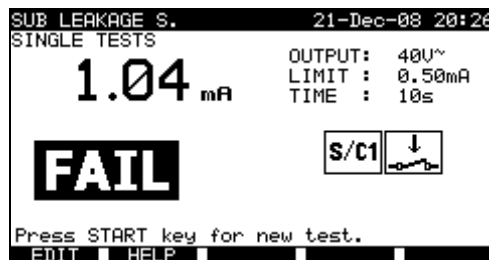 SUB LEAKAGE S. 21-Dec-08 20:26
SINGLE TESTS
1.04 mA
OUTPUT: 40V~
LIMIT : 0.50mA
TIME : 10s
FAIL
S/C1
Press START key for new test.
EDIT HELP